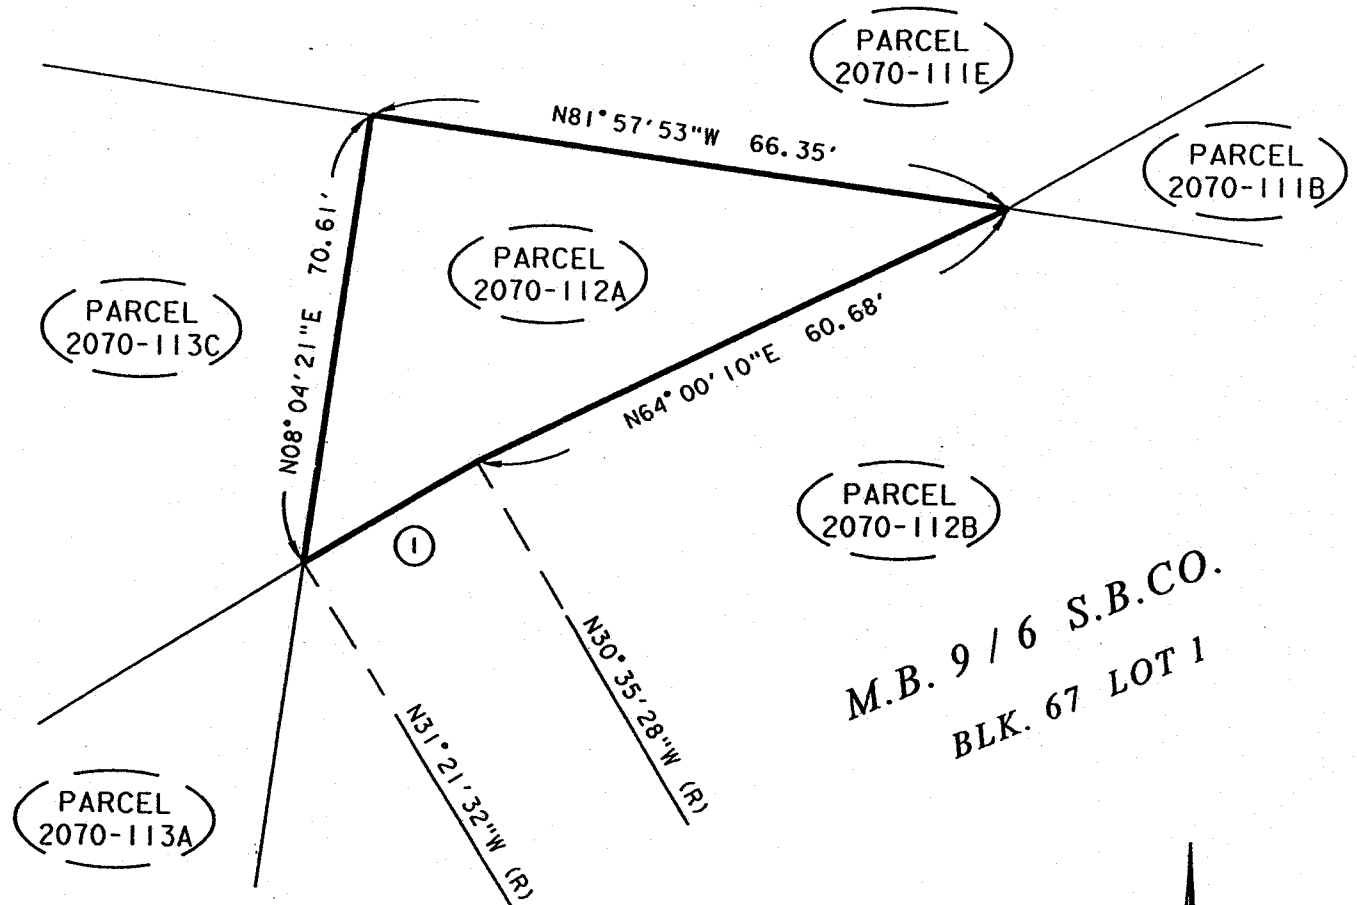 PARCEL
2070-111E
N81°57'53"W 66.35'
PARCEL
2070-111B
N08°04'21"E 70.61'
PARCEL
2070-112A
PARCEL
2070-113C
N64°00'10"E 60.68'
1
PARCEL
2070-112B
M.B. 9 / 6 S.B.CO.
BLK. 67 LOT 1
N30°35'28"W (R)
N31°21'32"W (R)
PARCEL
2070-113A